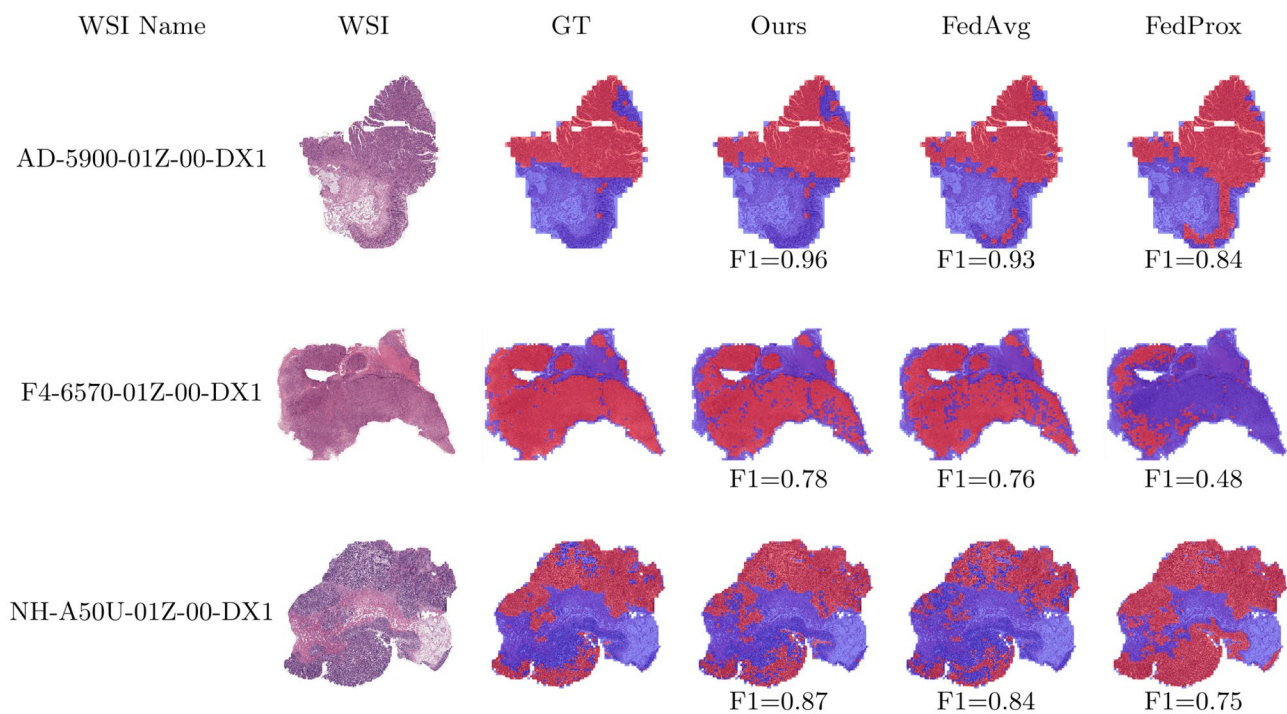 WSI Name WSI GT Ours FedAvg FedProx
AD-5900-01Z-00-DX1
F1=0.96 F1=0.93 F1=0.84
F4-6570-01Z-00-DX1
F1=0.78 F1=0.76 F1=0.48
NH-A50U-01Z-00-DX1
F1=0.87 F1=0.84 F1=0.75